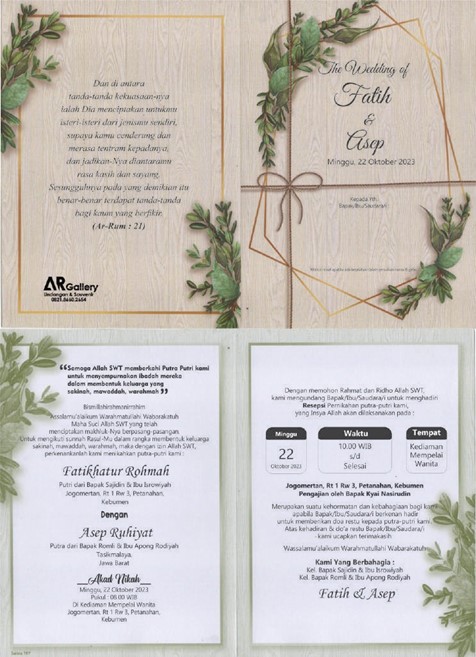 Dan di antara
tanda-tanda kekuasaan-nya
ialah Dia menciptakan untukmu
isteri-isteri dari jenismu sendiri,
supaya kamu cenderung dan
merasa tentram kepadanya,
dan jadikan-Nya diantaramu
rasa kasih dan sayang.
Sesungguhnya pada yang demikian itu
benar-benar terdapat tanda-tanda
bagi kaum yang berfikir.
(Ar-Rum : 21)
AR Gallery
Undangan & Souvenir
0821.8660.2654
The Wedding of
Fatih
&
Asep
Minggu, 22 Oktober 2023
Kepada Yth.
Bapak/Ibu/Saudara/i
"Semoga Allah SWT memberkahi Putra Putri kami
untuk menyempurnakan ibadah mereka
dalam membentuk keluarga yang
sakinah, mawaddah, warahmah "
Bismillahirahmanirrohim
Assalamu'alaikum Warahmatullahi Wabarakatuh
Maha Suci Allah SWT yang telah
menciptakan makhluk-Nya berpasang-pasangan
Untuk mengikuti sunnah Rasul-Mu dalam rangka membentuk keluarga
sakinah, mawaddah, warahmah, maka dengan ijin Allah SWT,
perkenankanlah kami menikahkan putra-putri kami :
Fatikhatur Rohmah
Putri dari Bapak Sajidin & Ibu Isrowiyah
Jogomertan, Rt 1 Rw 3, Petanahan,
Kebumen
Dengan
Asep Ruhiyat
Putra dari Bapak Romli & Ibu Apong Rodiyah
Tasikmalaya,
Jawa Barat
Akad Nikah
Minggu, 22 Oktober 2023
Pukul : 08.00 WIB
Di Kediaman Mempelai Wanita
Jogomertan, Rt 1 Rw 3, Petanahan,
Kebumen
Dengan memohon Rahmat dan Ridho Allah SWT,
kami mengundang Bapak/Ibu/Saudara/i untuk menghadiri
Resepsi Pernikahan putra-putri kami,
yang Insya Allah akan dilaksanakan pada :
Minggu
22
Oktober 2023
Waktu
10.00 WIB
s/d
Selesai
Tempat
Kediaman
Mempelai
Wanita
Jogomertan, Rt 1 Rw 3, Petanahan, Kebumen
Pengajian oleh Bapak Kyai Nasirudin
Merupakan suatu kehormatan dan kebahagiaan bagi kami
apabila Bapak/Ibu/Saudara/i berkenan hadir
untuk memberikan doa restu kepada putra-putri kami.
Atas kehadiran & do'a restu Bapak/Ibu/Saudara/i
kami ucapkan terimakasih
Wassalamu'alaikum Warahmatullahi Wabarakatuh
Kami Yang Berbahagia :
Kel. Bapak Sajidin & Ibu Isrowiyah
Kel. Bapak Romli & Ibu Apong Rodiyah
Fatih & Asep